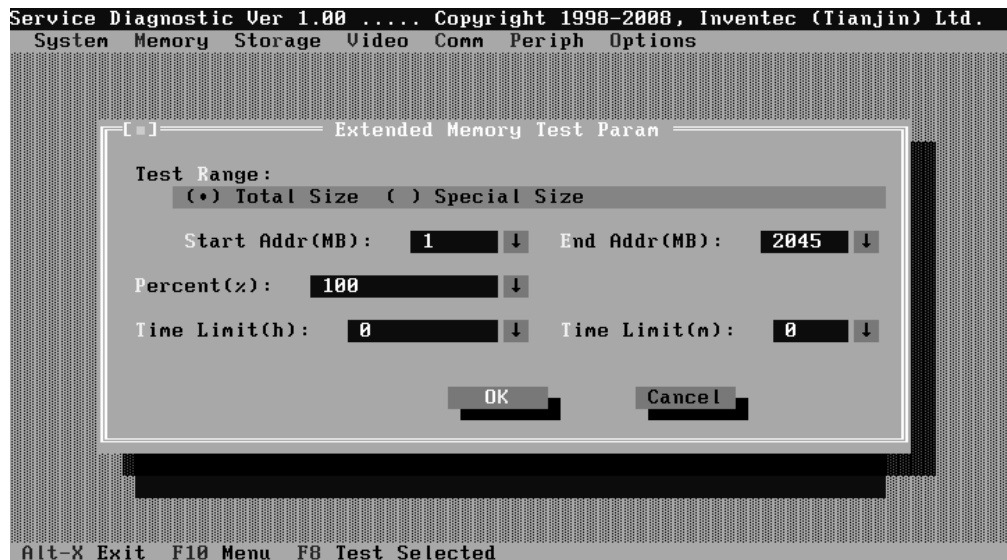 Service Diagnostic Ver 1.00 ..... Copyright 1998-2008, Inventec (Tianjin) Ltd.
System Memory Storage Video Comm Periph Options
[■] Extended Memory Test Param
Test Range:
(•) Total Size ( ) Special Size
Start Addr(MB): 1 ↓ End Addr(MB): 2045 ↓
Percent(%): 100 ↓
Time Limit(h): 0 ↓ Time Limit(m): 0 ↓
OK Cancel
Alt-X Exit F10 Menu F8 Test Selected